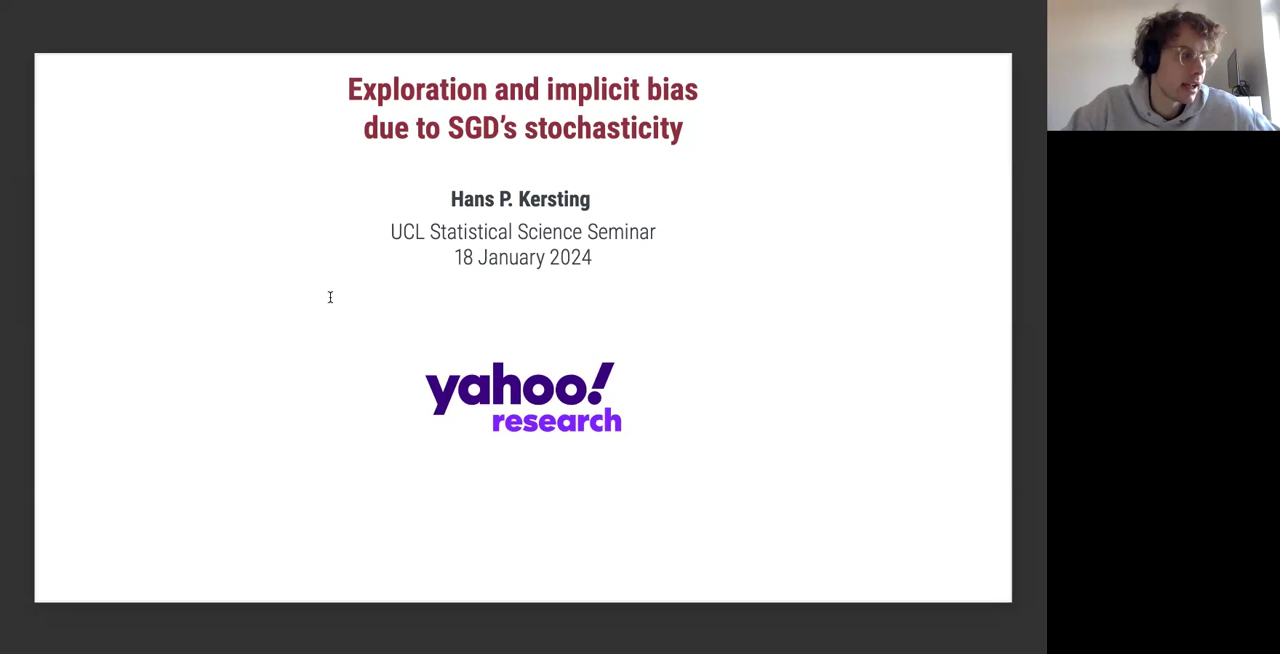 Exploration and implicit bias
due to SGD’s stochasticity
Hans P. Kersting
UCL Statistical Science Seminar
18 January 2024
yahoo!
research